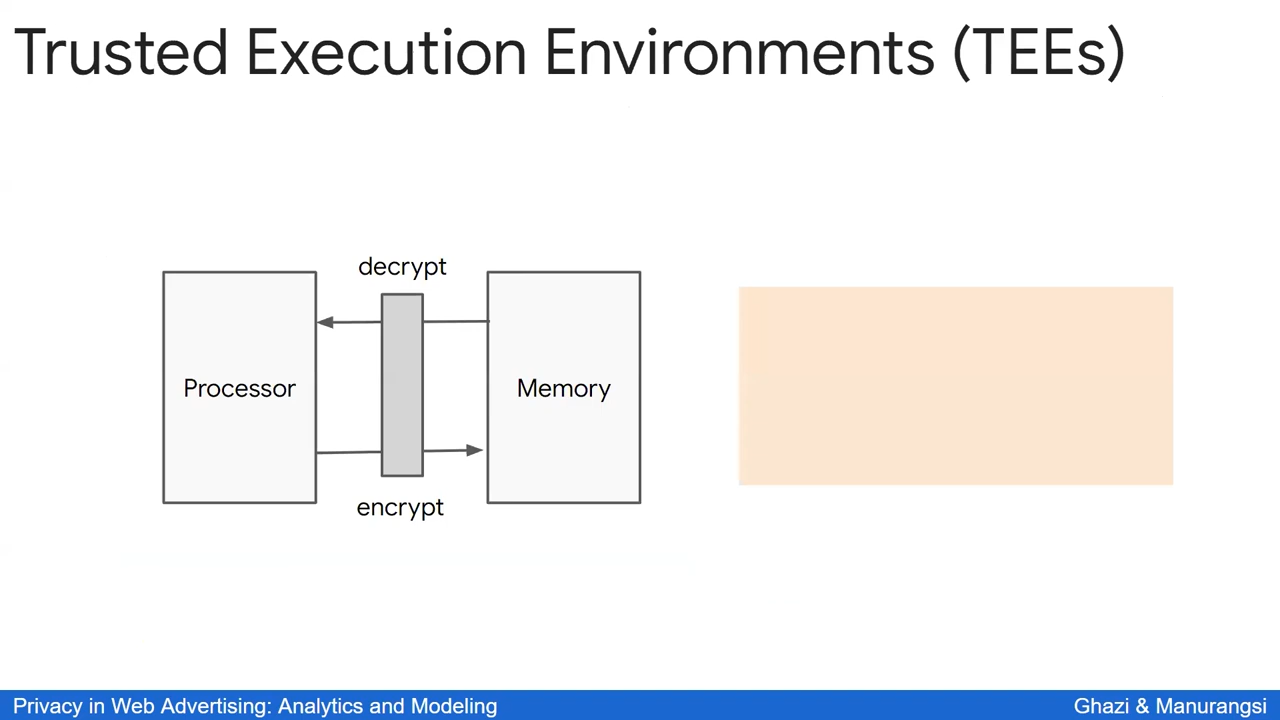 Trusted Execution Environments (TEEs)
decrypt
Processor
Memory
encrypt
Privacy in Web Advertising: Analytics and Modeling
Ghazi & Manurangsi